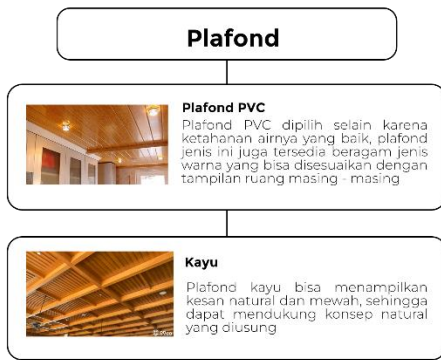 Plafond
Plafond PVC
Plafond PVC dipilih selain karena
ketahanan airnya yang baik, plafond
jenis ini juga tersedia beragam jenis
warna yang bisa disesuaikan dengan
tampilan ruang masing - masing
Kayu
Plafond kayu bisa menampilkan
kesan natural dan mewah, sehingga
dapat mendukung konsep natural
yang diusung